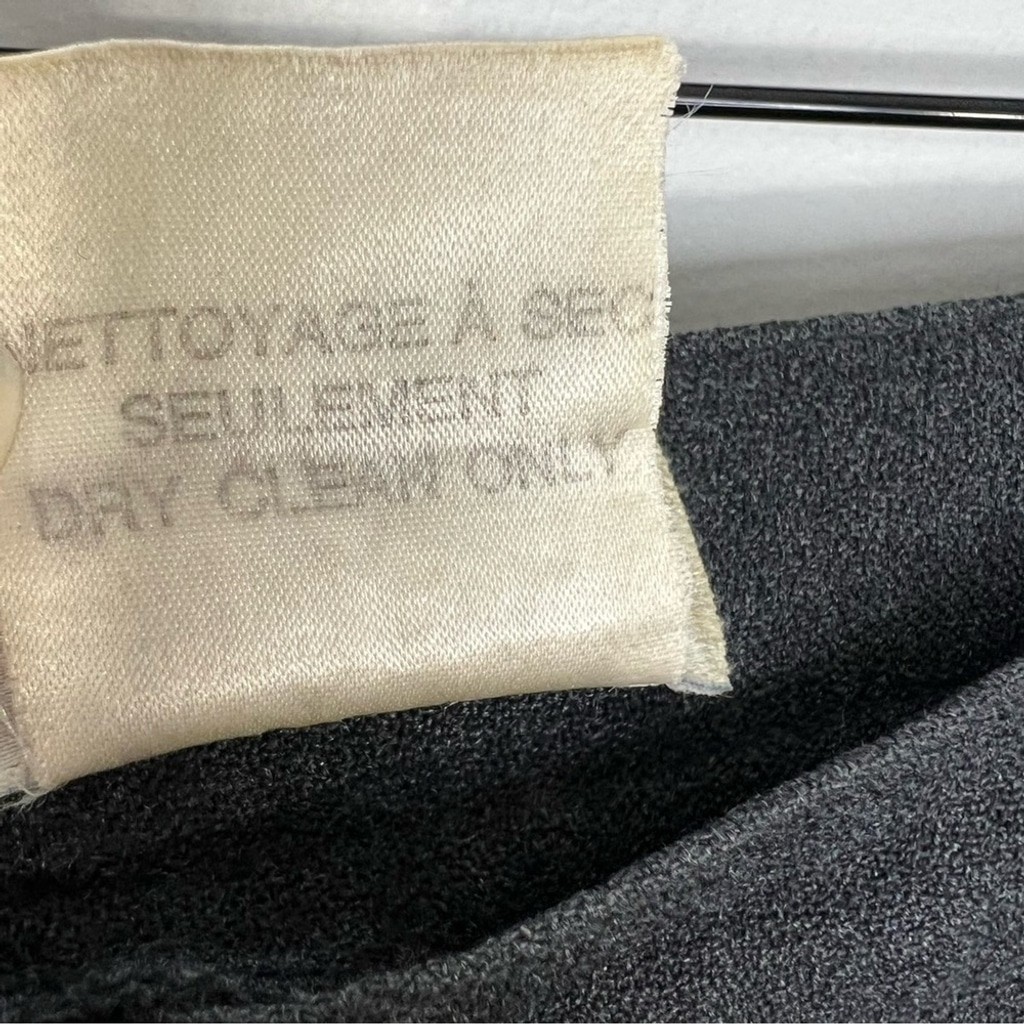 NETTOYAGE À SEC
SEULEMENT
DRY CLEAN ONLY